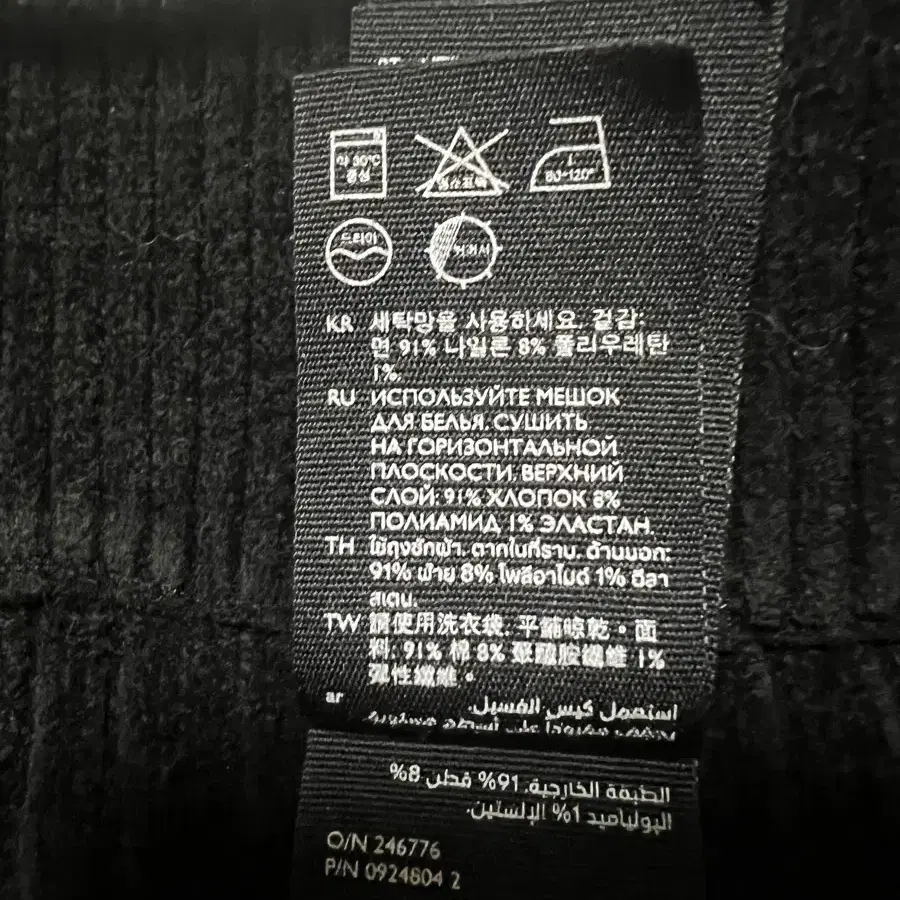 약 30°C
중성
염소표백
80-120°
드라이
KR 세탁망을 사용하세요. 겉감:
면 91% 나일론 8% 폴리우레탄
1%.
RU ИСПОЛЬЗУЙТЕ МЕШОК
ДЛЯ БЕЛЬЯ. СУШИТЬ
НА ГОРИЗОНТАЛЬНОЙ
ПЛОСКОСТИ. ВЕРХНИЙ
СЛОЙ: 91% ХЛОПОК 8%
ПОЛИАМИД 1% ЭЛАСТАН.
TH ใช้ถุงซักผ้า. ตากในที่ราบ. ด้านนอก:
91% ฝ้าย 8% โพลีอาไมด์ 1% อีลา
สเตน.
TW 請使用洗衣袋. 平鋪晾乾。面
料: 91% 棉 8% 聚醯胺纖維 1%
彈性纖維。
ar استعمل كيس الغسيل.
الطبقة الخارجية. 91% قطن 8%
البولياميد 1% الإلستين.
O/N 246776
P/N 0924804 2